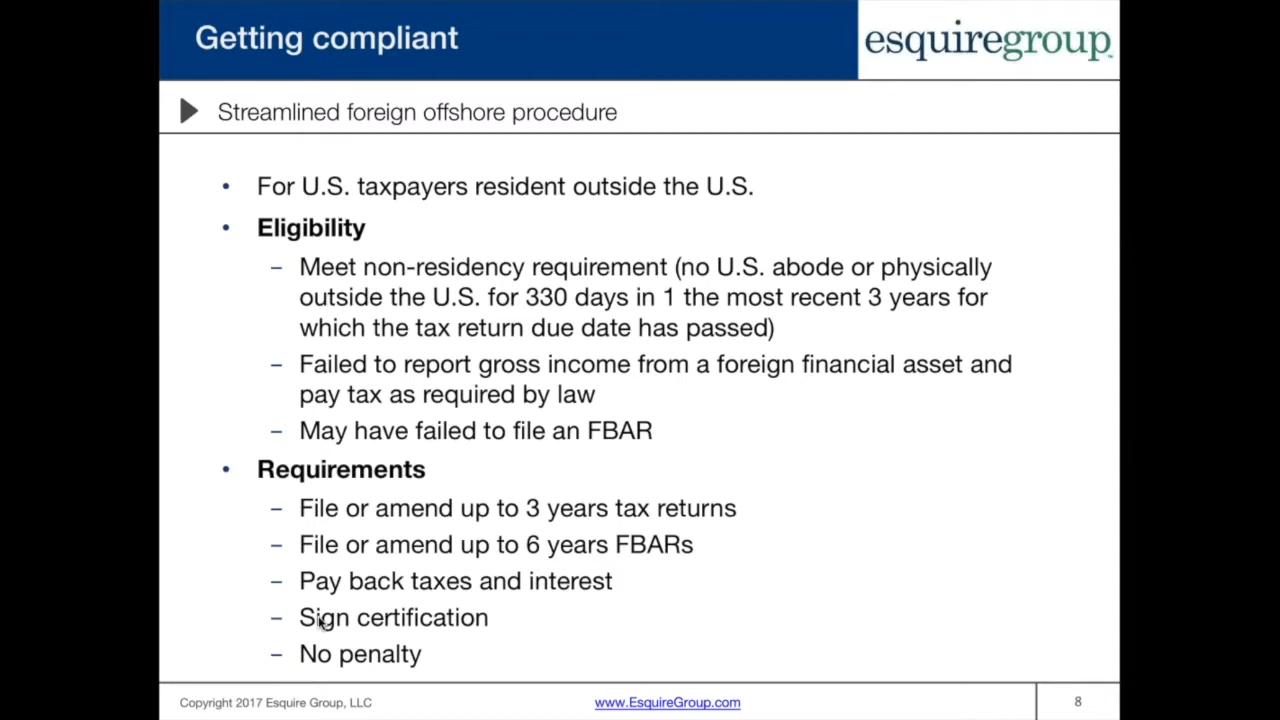 Getting compliant
esquiregroup™
Streamlined foreign offshore procedure
• For U.S. taxpayers resident outside the U.S.
• Eligibility
– Meet non-residency requirement (no U.S. abode or physically
outside the U.S. for 330 days in 1 the most recent 3 years for
which the tax return due date has passed)
– Failed to report gross income from a foreign financial asset and
pay tax as required by law
– May have failed to file an FBAR
• Requirements
– File or amend up to 3 years tax returns
– File or amend up to 6 years FBARs
– Pay back taxes and interest
– Sign certification
– No penalty
Copyright 2017 Esquire Group, LLC
www.EsquireGroup.com
8